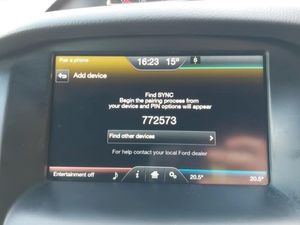 Pair a phone
16:23 15°
Add device
Find SYNC
Begin the pairing process from
your device and PIN options will appear
772573
Find other devices
For help contact your local Ford dealer
Entertainment off
i
20.5° 20.5°